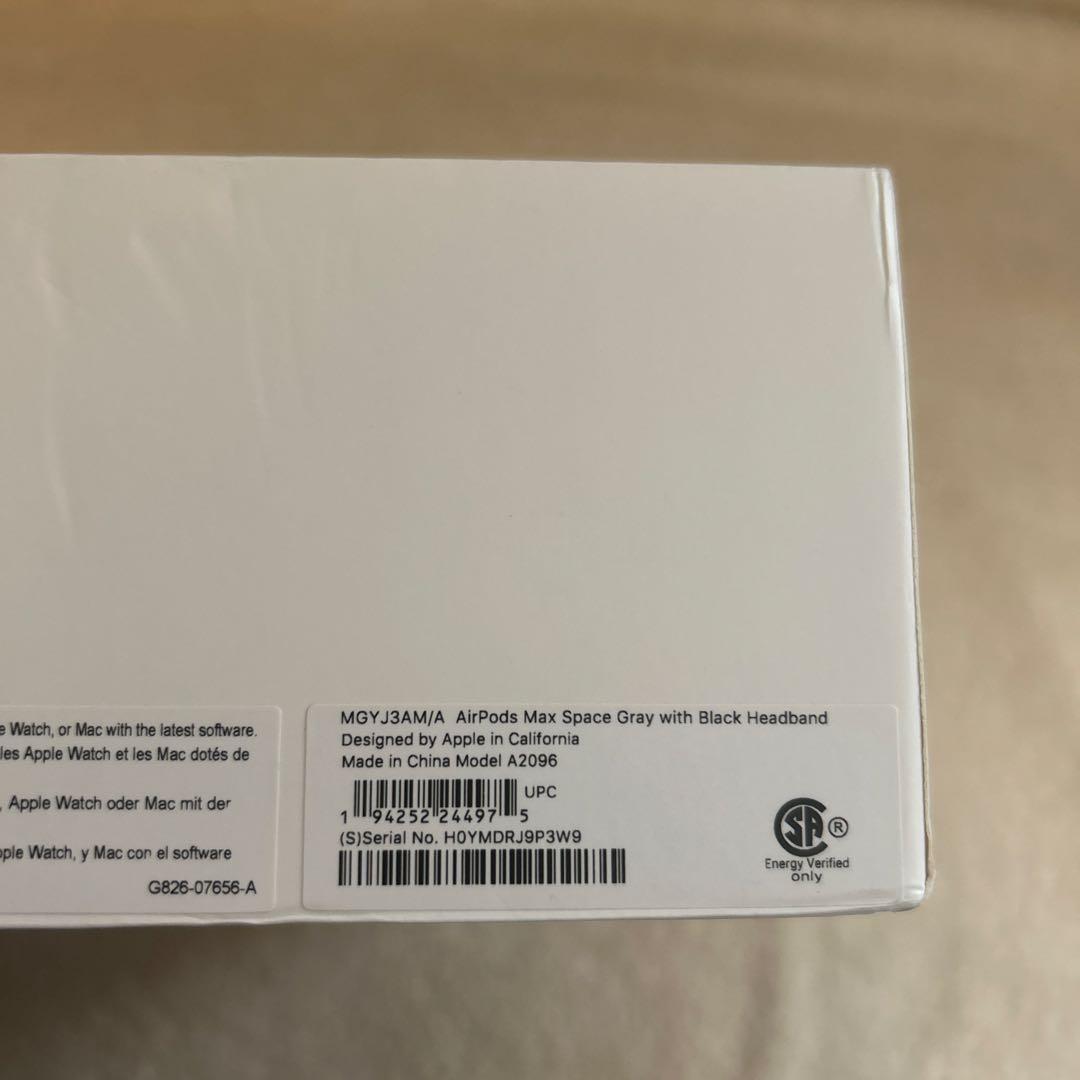 e Watch, or Mac with the latest software.
les Apple Watch et les Mac dotés de
, Apple Watch oder Mac mit der
ple Watch, y Mac con el software
G826-07656-A
MGYJ3AM/A AirPods Max Space Gray with Black Headband
Designed by Apple in California
Made in China Model A2096
UPC
1 94252 24497 5
(S)Serial No. H0YMDRJ9P3W9
SA ®
Energy Verified
only